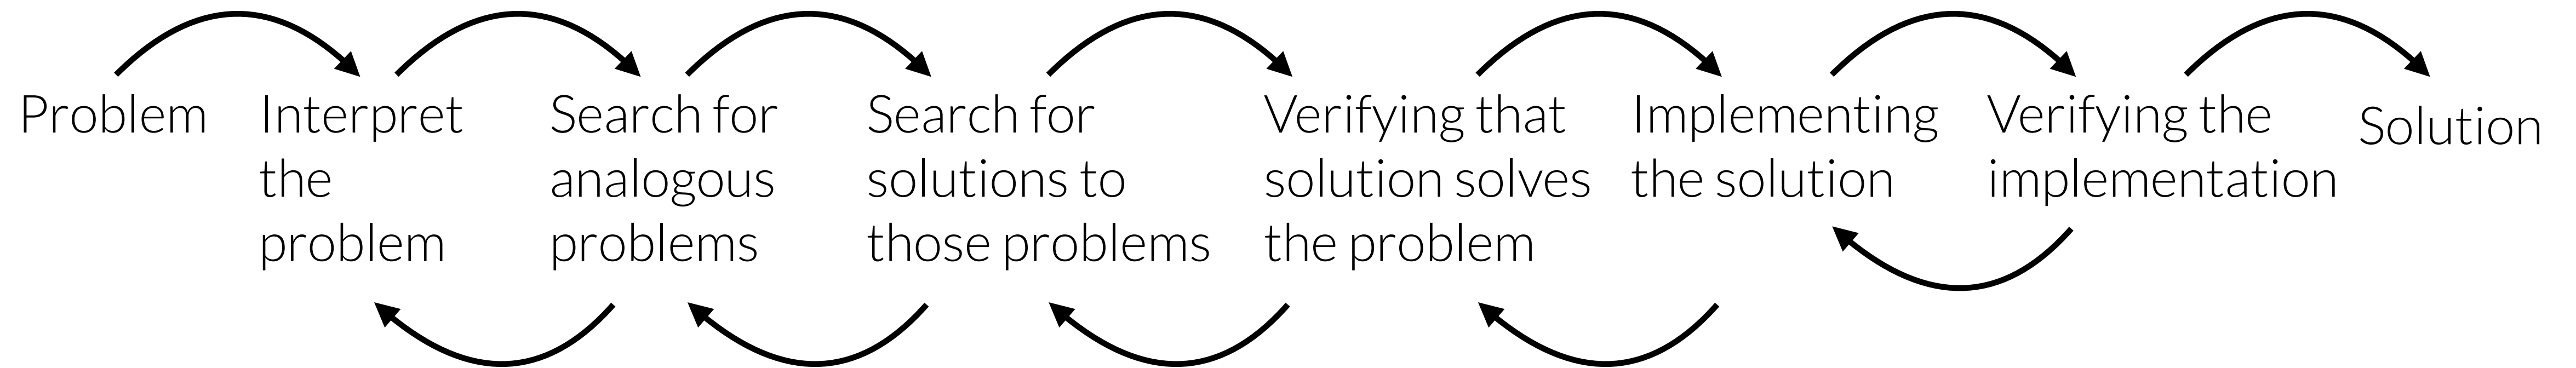 Problem
Interpret
the
problem
Search for
analogous
problems
Search for
solutions to
those problems
Verifying that
solution solves
the problem
Implementing
the solution
Verifying the
implementation
Solution